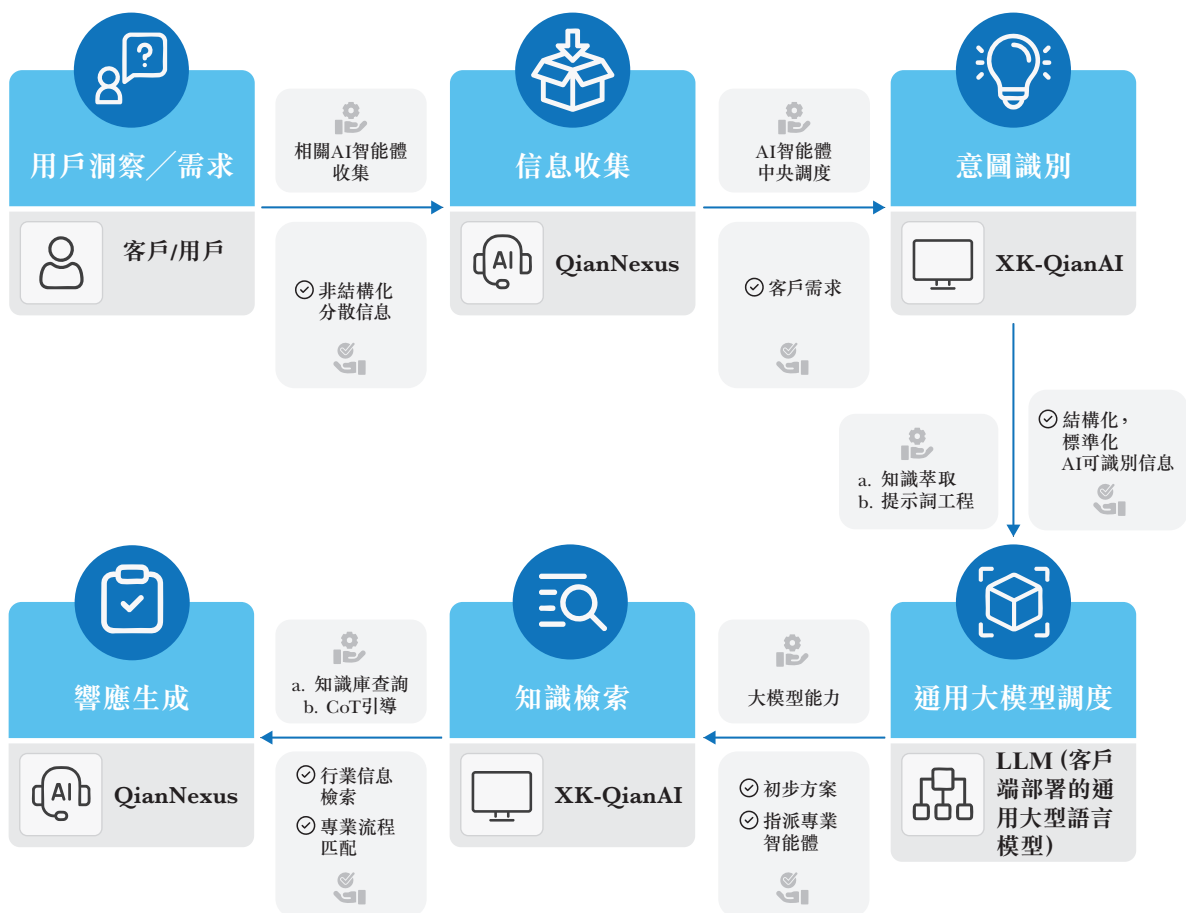 ?
用戶洞察／需求
客戶/用戶
相關AI智能體
收集
非結構化
分散信息
信息收集
AI
QianNexus
AI智能體
中央調度
客戶需求
意圖識別
XK-QianAI
a. 知識萃取
b. 提示詞工程
結構化，
標準化
AI可識別信息
通用大模型調度
LLM (客戶
端部署的通
用大型語言
模型)
大模型能力
初步方案
指派專業
智能體
知識檢索
XK-QianAI
a. 知識庫查詢
b. CoT引導
行業信息
檢索
專業流程
匹配
響應生成
AI
QianNexus